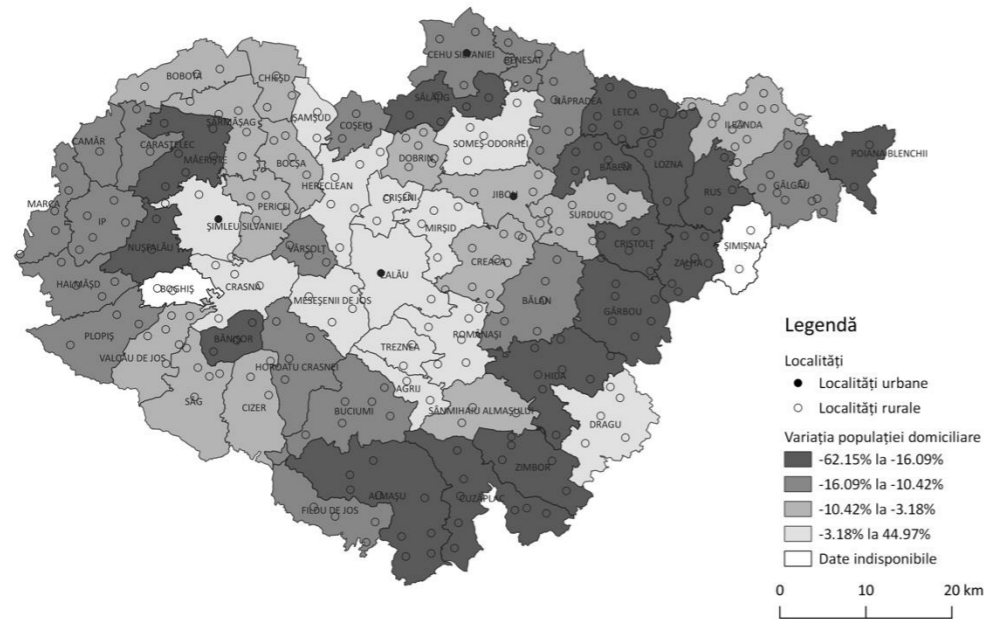 CEHU SILVANIEI
BENESAT
BOBOTA
CHIEȘD
SĂLĂȚIG
NĂPRADEA
LETCA
ILEANDA
ȘAMȘUD
COȘEIU
SĂRMĂȘAG
CAMĂR
CARASTELEC
MĂERIȘTE
SOMEȘ-ODORHEI
POIANA BLENCHII
BOCȘA
DOBRIN
BĂBENI
LOZNA
HERECLEAN
RUS
GÂLGĂU
CRIȘENI
JIBOU
MARCA
IP
PERICEI
SURDUC
ȘIMLEU SILVANIEI
MIRȘID
NUȘFALĂU
VÂRȘOLȚ
CREACA
CRISTOLȚ
ȘIMIȘNA
ZALHA
ZALĂU
HALMĂȘD
BOGHIȘ
CRASNA
MESEȘENII DE JOS
BĂLAN
GÂRBOU
PLOPIȘ
BĂNIȘOR
ROMÂNAȘI
TREZNEA
VALCĂU DE JOS
HOROATU CRASNEI
HIDA
AGRIJ
SÂG
CIZER
BUCIUMI
SÂNMIHAIU ALMAȘULUI
DRAGU
ZIMBOR
ALMAȘU
CUZĂPLAC
FILDU DE JOS
Legendă
Localități
Localități urbane
Localități rurale
Variația populației domiciliare
-62.15% la -16.09%
-16.09% la -10.42%
-10.42% la -3.18%
-3.18% la 44.97%
Date indisponibile
0 10 20 km